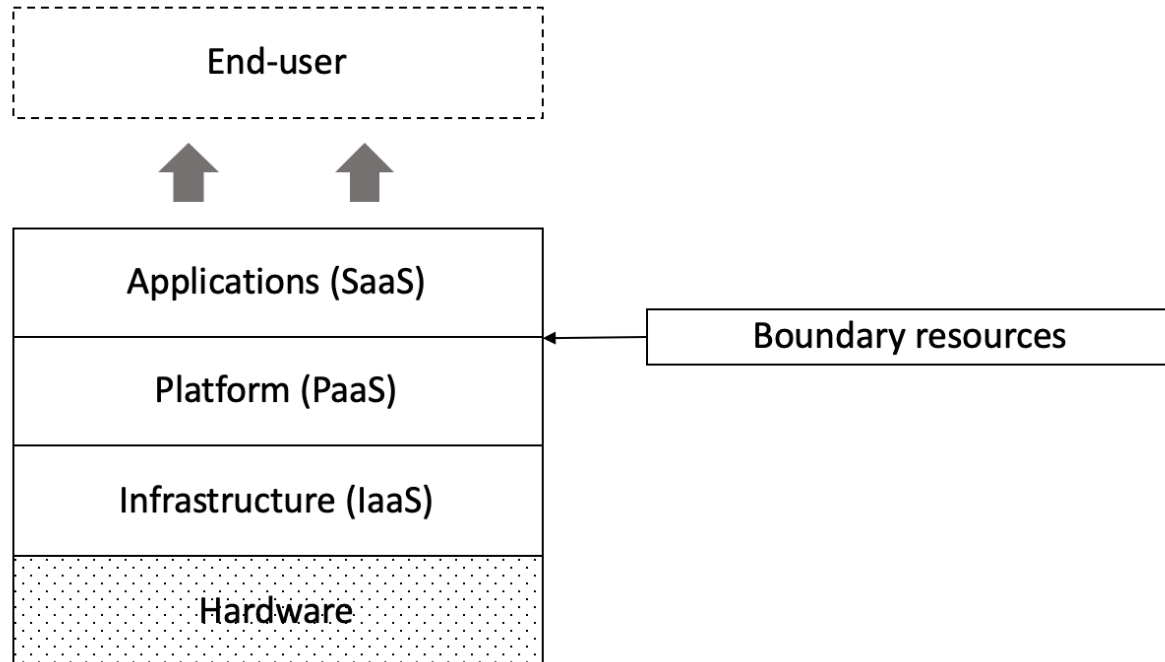 End-user
Applications (SaaS)
Boundary resources
Platform (PaaS)
Infrastructure (IaaS)
Hardware